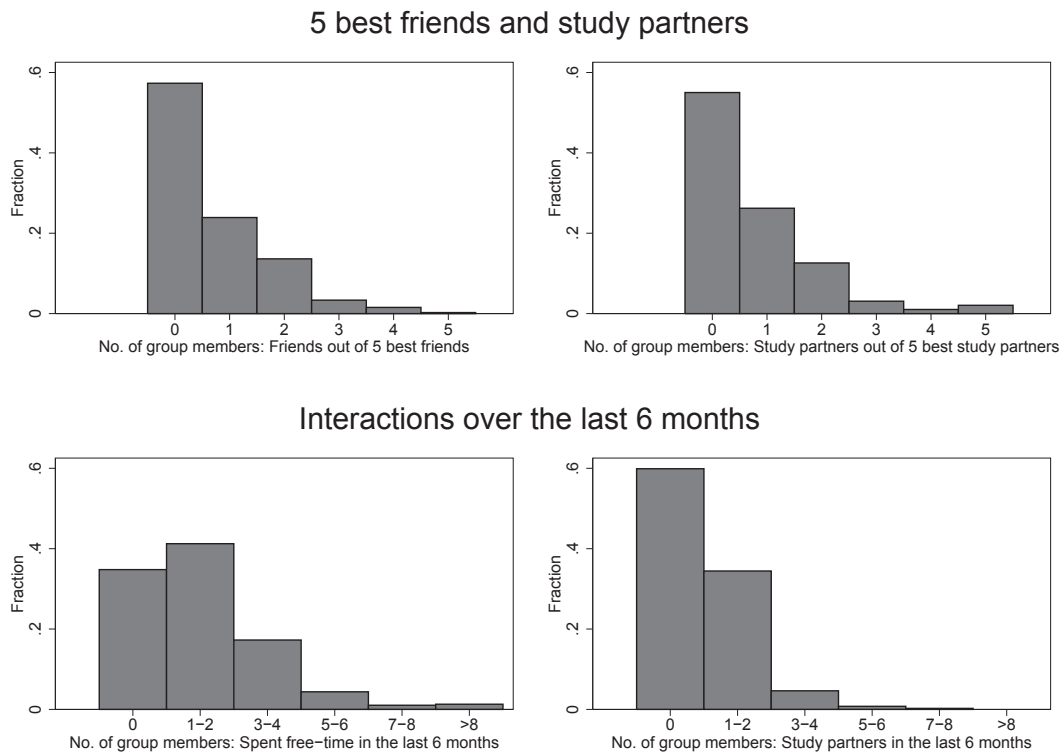 5 best friends and study partners
Fraction
0 .2 .4 .6
0 1 2 3 4 5
No. of group members: Friends out of 5 best friends
Fraction
0 .2 .4 .6
0 1 2 3 4 5
No. of group members: Study partners out of 5 best study partners
Interactions over the last 6 months
Fraction
0 .2 .4 .6
0 1−2 3−4 5−6 7−8 >8
No. of group members: Spent free−time in the last 6 months
Fraction
0 .2 .4 .6
0 1−2 3−4 5−6 7−8 >8
No. of group members: Study partners in the last 6 months